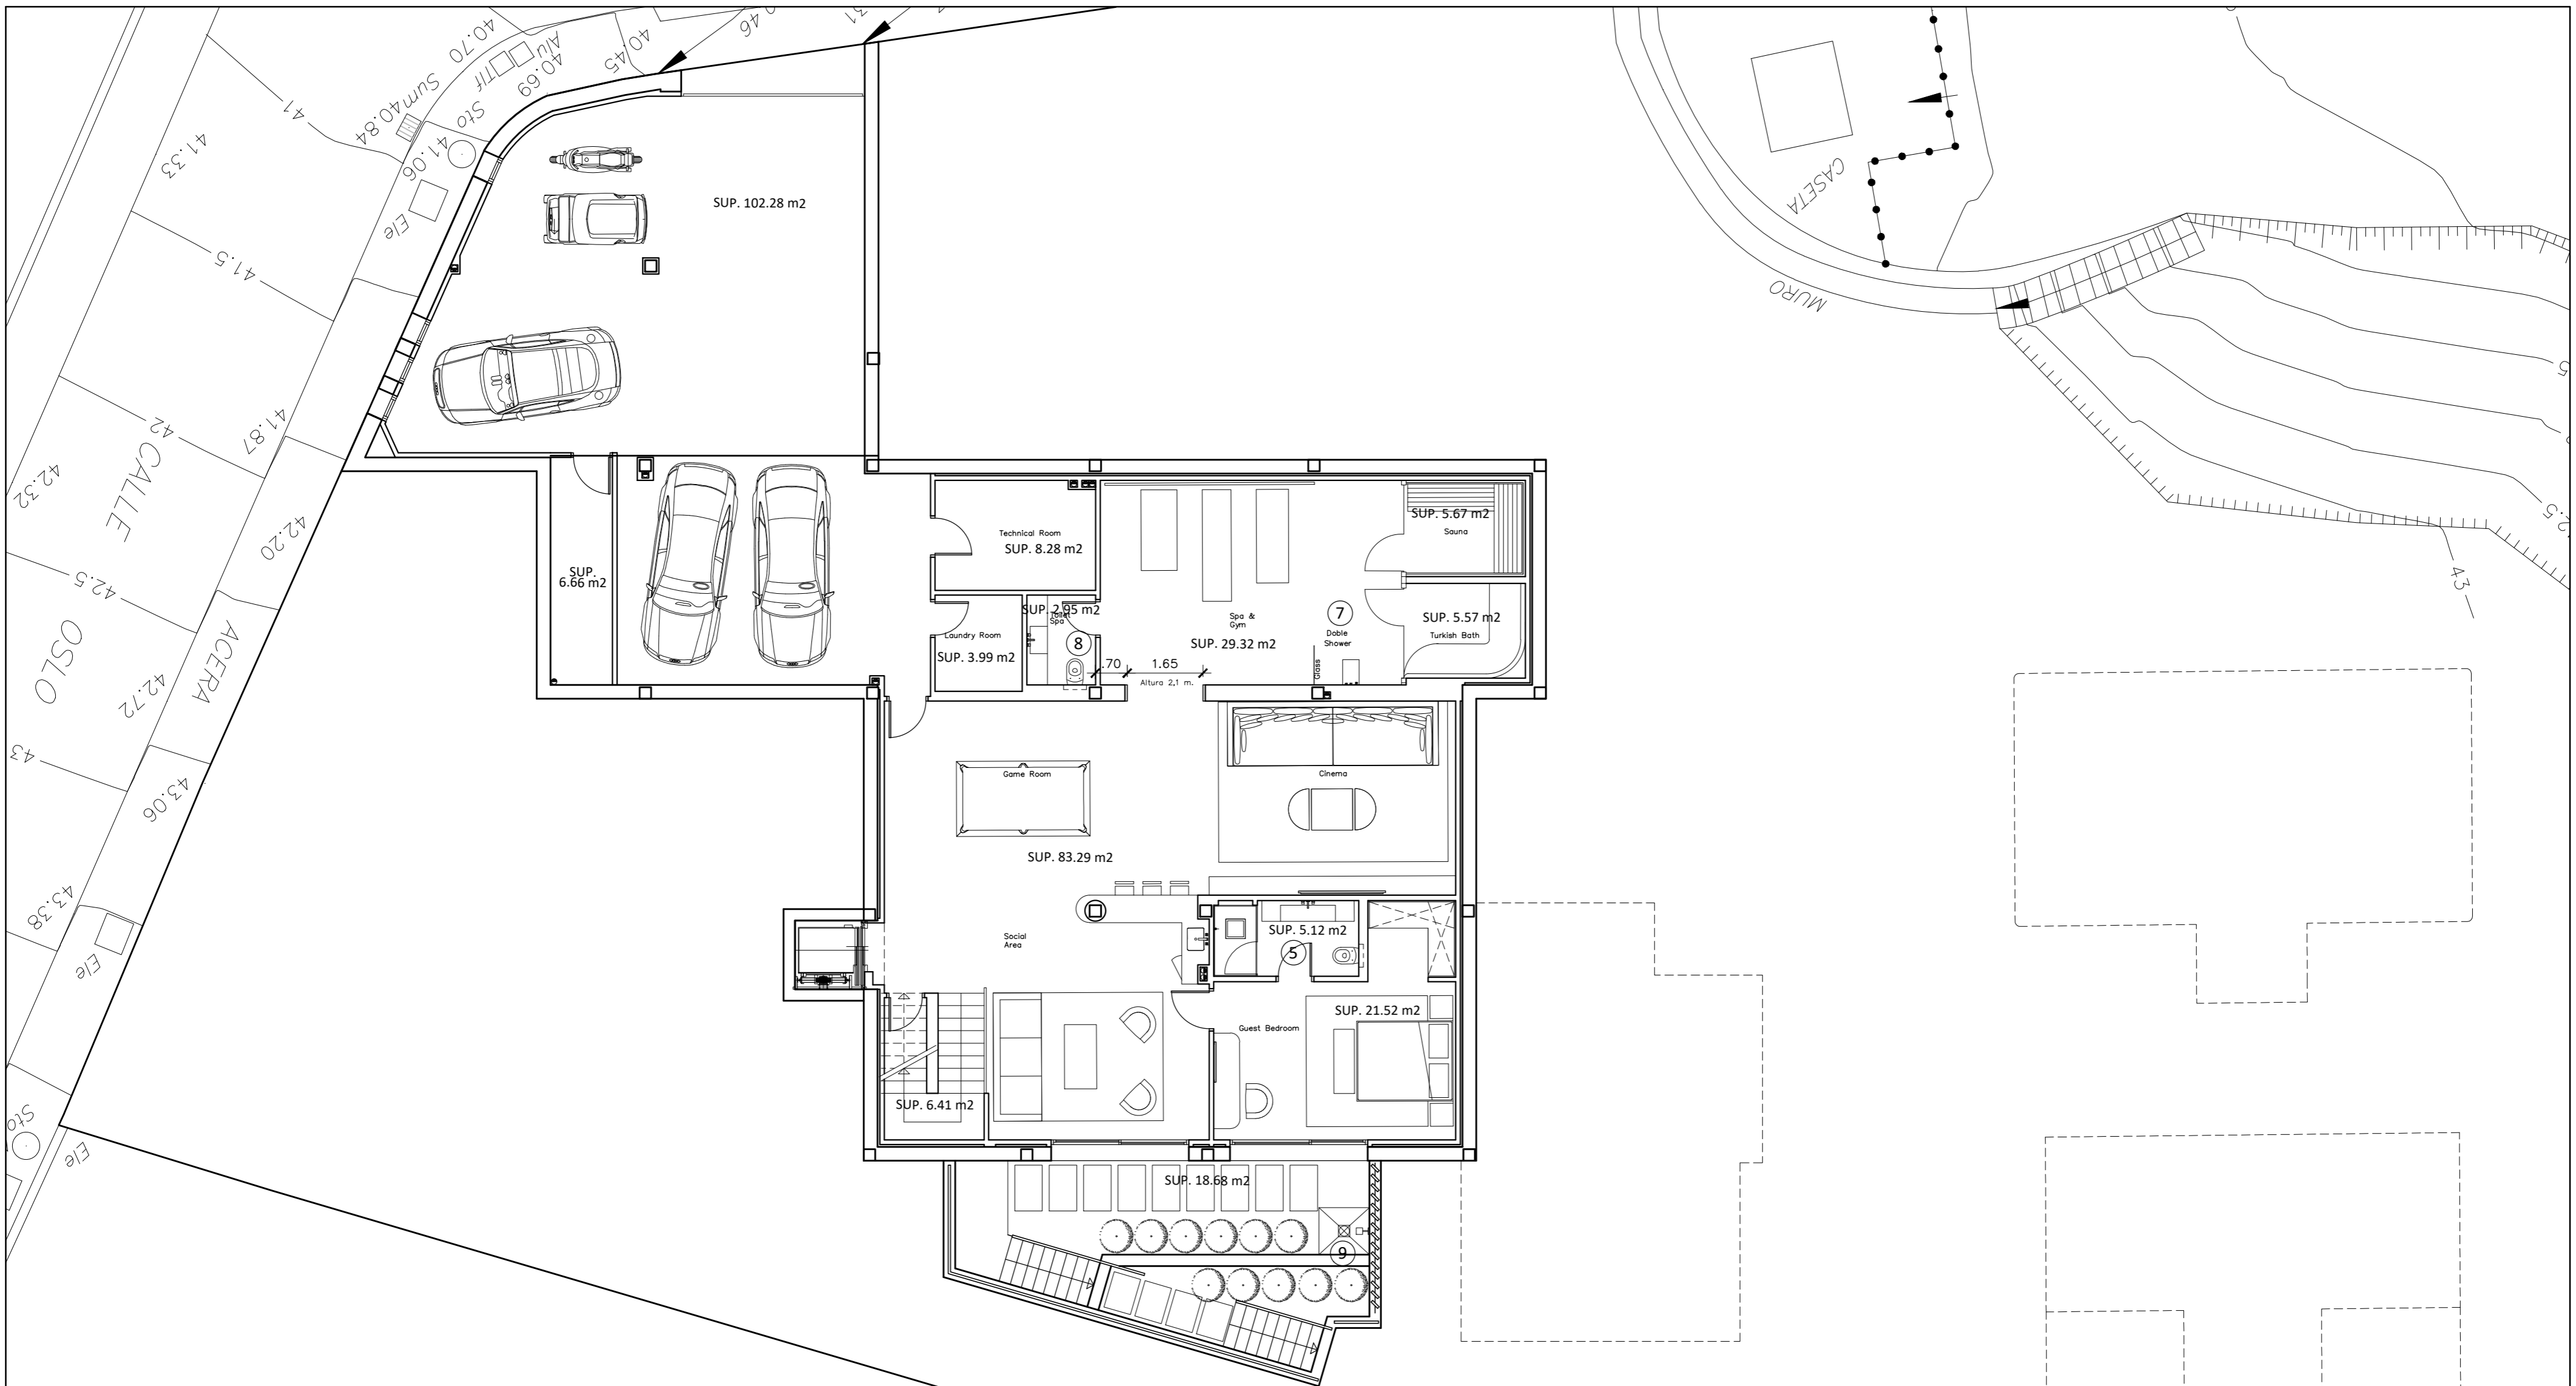 40.70
Sum
40.84
Tlf
Alu
40.69
Sto
40.45
46
31
41
41.33
41.06
Ele
41.5
SUP. 102.28 m2
CASETA
MURO
42
41.87
CALLE
42.32
42.20
42.5
OSLO
ACERA
42.72
43
43.06
43.38
Ele
Sto
Ele
SUP.
6.66 m2
Technical Room
SUP. 8.28 m2
SUP. 5.67 m2
Sauna
SUP. 2.95 m2
Toilet
Spa
8
Laundry Room
SUP. 3.99 m2
Spa &
Gym
SUP. 29.32 m2
7
Doble
Shower
Glass
SUP. 5.57 m2
Turkish Bath
.70
1.65
Altura 2,1 m.
43
Game Room
Cinema
SUP. 83.29 m2
Social
Area
SUP. 5.12 m2
5
SUP. 21.52 m2
Guest Bedroom
SUP. 6.41 m2
SUP. 18.68 m2
9